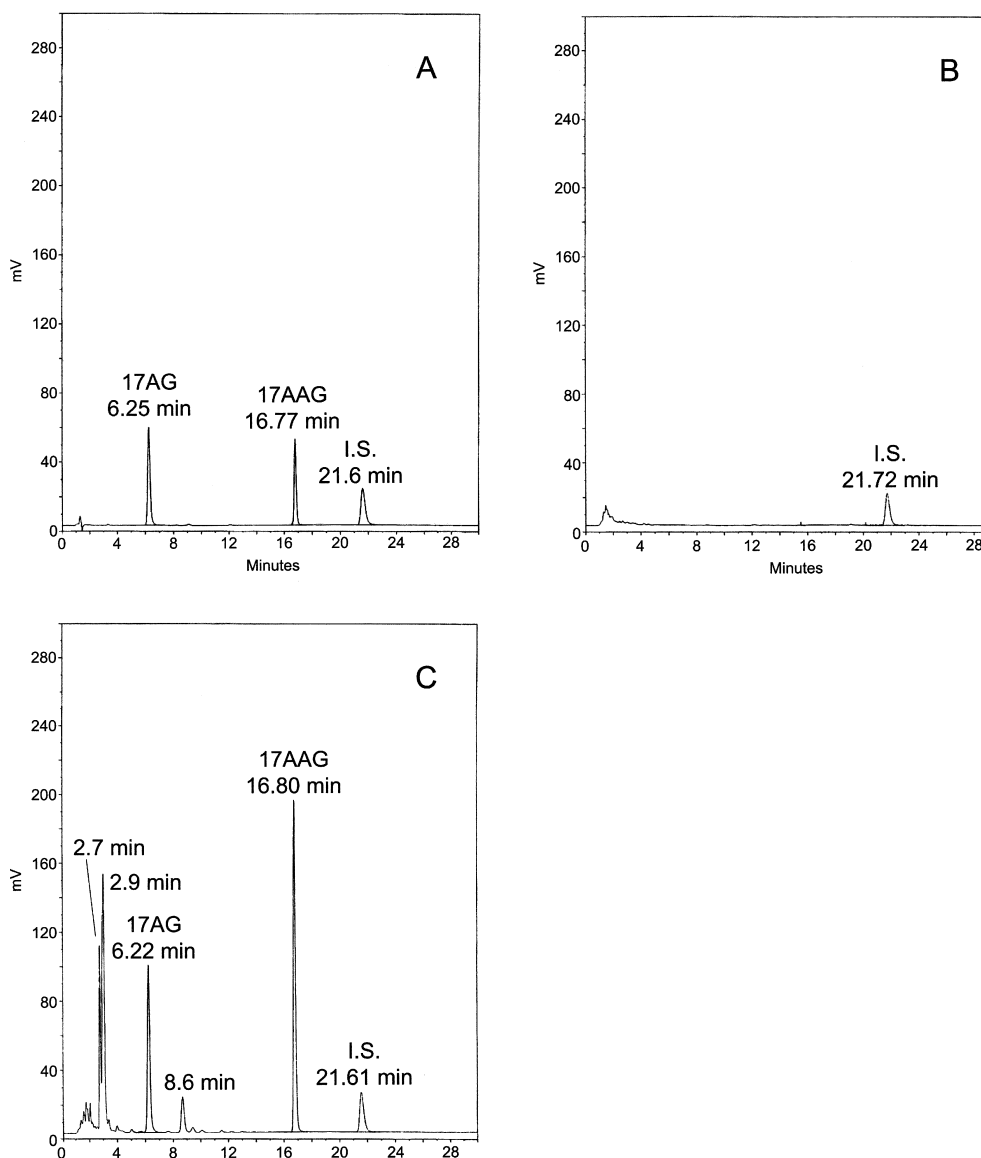 A
280
240
200
160
120
80
40
0
mV
17AG
6.25 min
17AAG
16.77 min
I.S.
21.6 min
0 4 8 12 16 20 24 28
Minutes
B
280
240
200
160
120
80
40
0
mV
I.S.
21.72 min
0 4 8 12 16 20 24 28
Minutes
C
280
240
200
160
120
80
40
0
mV
17AAG
16.80 min
2.7 min
2.9 min
17AG
6.22 min
8.6 min
I.S.
21.61 min
0 4 8 12 16 20 24 28